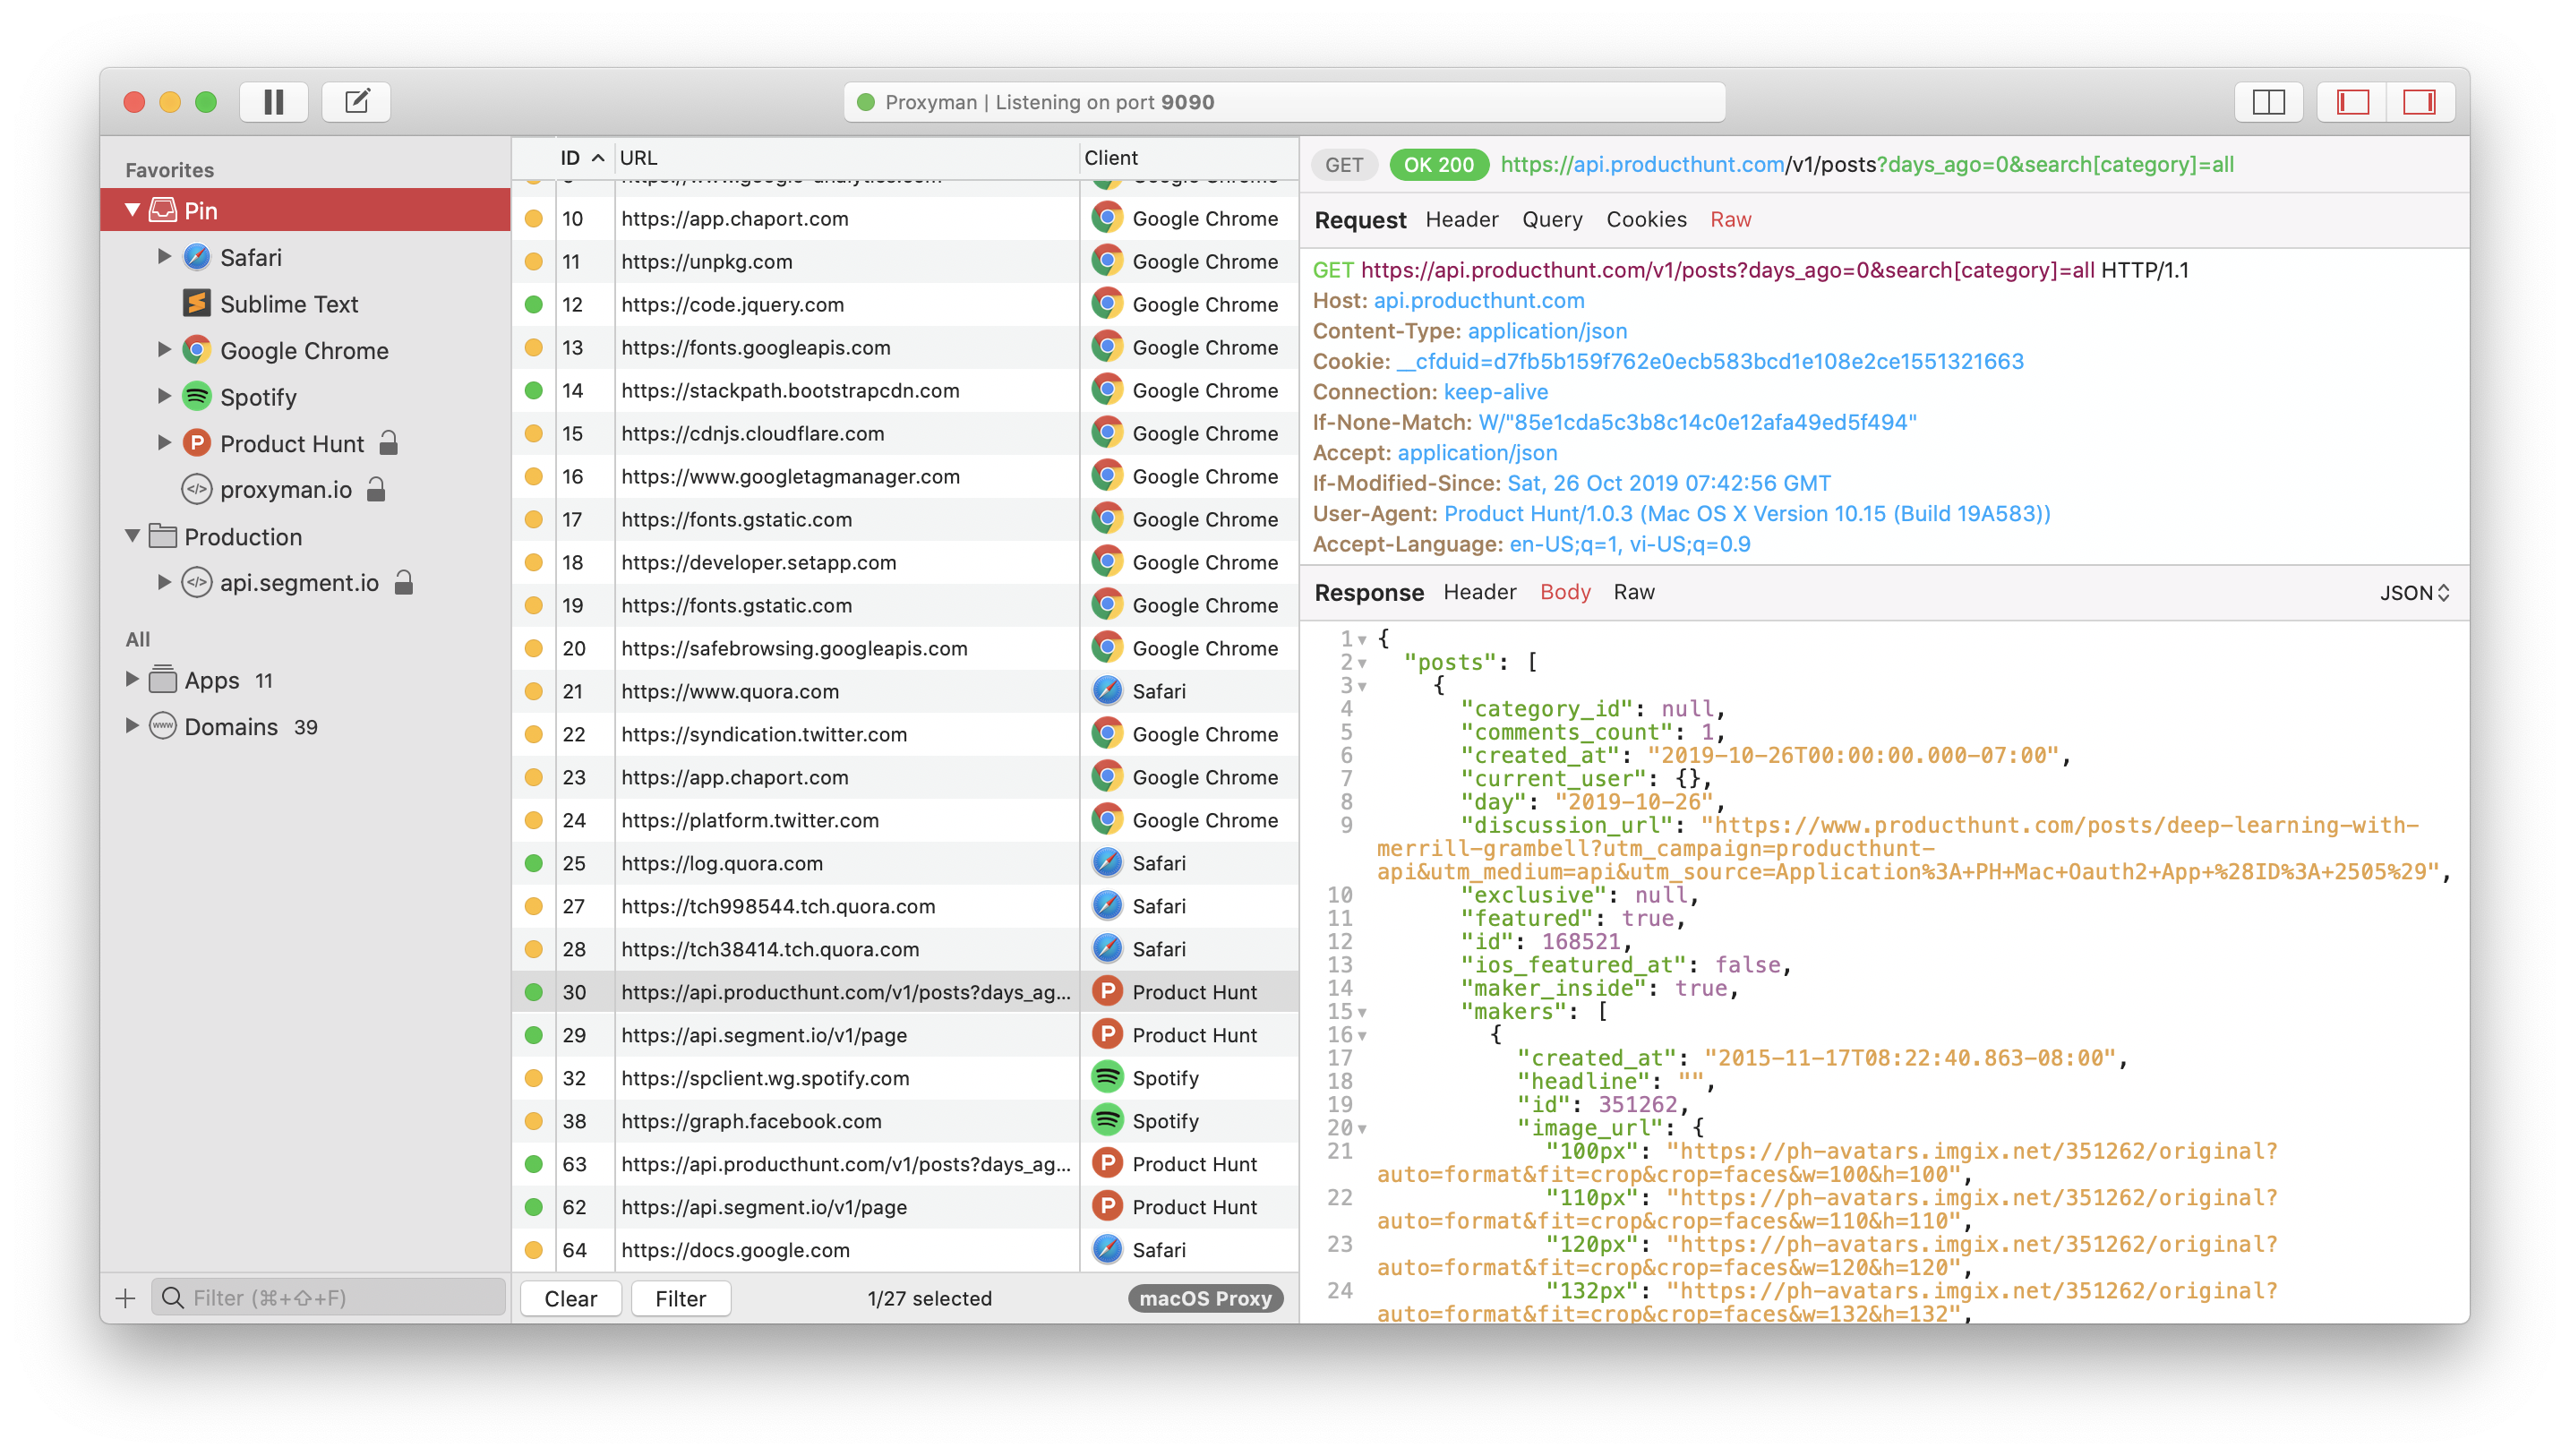 Proxyman | Listening on port 9090
Favorites
Pin
Safari
Sublime Text
Google Chrome
Spotify
Product Hunt
proxyman.io
Production
api.segment.io
All
Apps 11
Domains 39
Filter (⌘+⇧+F)
ID URL Client
10 https://app.chaport.com Google Chrome
11 https://unpkg.com Google Chrome
12 https://code.jquery.com Google Chrome
13 https://fonts.googleapis.com Google Chrome
14 https://stackpath.bootstrapcdn.com Google Chrome
15 https://cdnjs.cloudflare.com Google Chrome
16 https://www.googletagmanager.com Google Chrome
17 https://fonts.gstatic.com Google Chrome
18 https://developer.setapp.com Google Chrome
19 https://fonts.gstatic.com Google Chrome
20 https://safebrowsing.googleapis.com Google Chrome
21 https://www.quora.com Safari
22 https://syndication.twitter.com Google Chrome
23 https://app.chaport.com Google Chrome
24 https://platform.twitter.com Google Chrome
25 https://log.quora.com Safari
27 https://tch998544.tch.quora.com Safari
28 https://tch38414.tch.quora.com Safari
30 https://api.producthunt.com/v1/posts?days_ag... Product Hunt
29 https://api.segment.io/v1/page Product Hunt
32 https://spclient.wg.spotify.com Spotify
38 https://graph.facebook.com Spotify
63 https://api.producthunt.com/v1/posts?days_ag... Product Hunt
62 https://api.segment.io/v1/page Product Hunt
64 https://docs.google.com Safari
Clear Filter 1/27 selected macOS Proxy
GET OK 200 https://api.producthunt.com/v1/posts?days_ago=0&search[category]=all
Request Header Query Cookies Raw
GET https://api.producthunt.com/v1/posts?days_ago=0&search[category]=all HTTP/1.1
Host: api.producthunt.com
Content-Type: application/json
Cookie: __cfduid=d7fb5b159f762e0ecb583bcd1e108e2ce1551321663
Connection: keep-alive
If-None-Match: W/"85e1cda5c3b8c14c0e12afa49ed5f494"
Accept: application/json
If-Modified-Since: Sat, 26 Oct 2019 07:42:56 GMT
User-Agent: Product Hunt/1.0.3 (Mac OS X Version 10.15 (Build 19A583))
Accept-Language: en-US;q=1, vi-US;q=0.9
Response Header Body Raw JSON
1 {
2 "posts": [
3 {
4 "category_id": null,
5 "comments_count": 1,
6 "created_at": "2019-10-26T00:00:00.000-07:00",
7 "current_user": {},
8 "day": "2019-10-26",
9 "discussion_url": "https://www.producthunt.com/posts/deep-learning-with-
merrill-grambell?utm_campaign=producthunt-
api&utm_medium=api&utm_source=Application%3A+PH+Mac+Oauth2+App+%28ID%3A+2505%29",
10 "exclusive": null,
11 "featured": true,
12 "id": 168521,
13 "ios_featured_at": false,
14 "maker_inside": true,
15 "makers": [
16 {
17 "created_at": "2015-11-17T08:22:40.863-08:00",
18 "headline": "",
19 "id": 351262,
20 "image_url": {
21 "100px": "https://ph-avatars.imgix.net/351262/original?
auto=format&fit=crop&crop=faces&w=100&h=100",
22 "110px": "https://ph-avatars.imgix.net/351262/original?
auto=format&fit=crop&crop=faces&w=110&h=110",
23 "120px": "https://ph-avatars.imgix.net/351262/original?
auto=format&fit=crop&crop=faces&w=120&h=120",
24 "132px": "https://ph-avatars.imgix.net/351262/original?
auto=format&fit=crop&crop=faces&w=132&h=132",